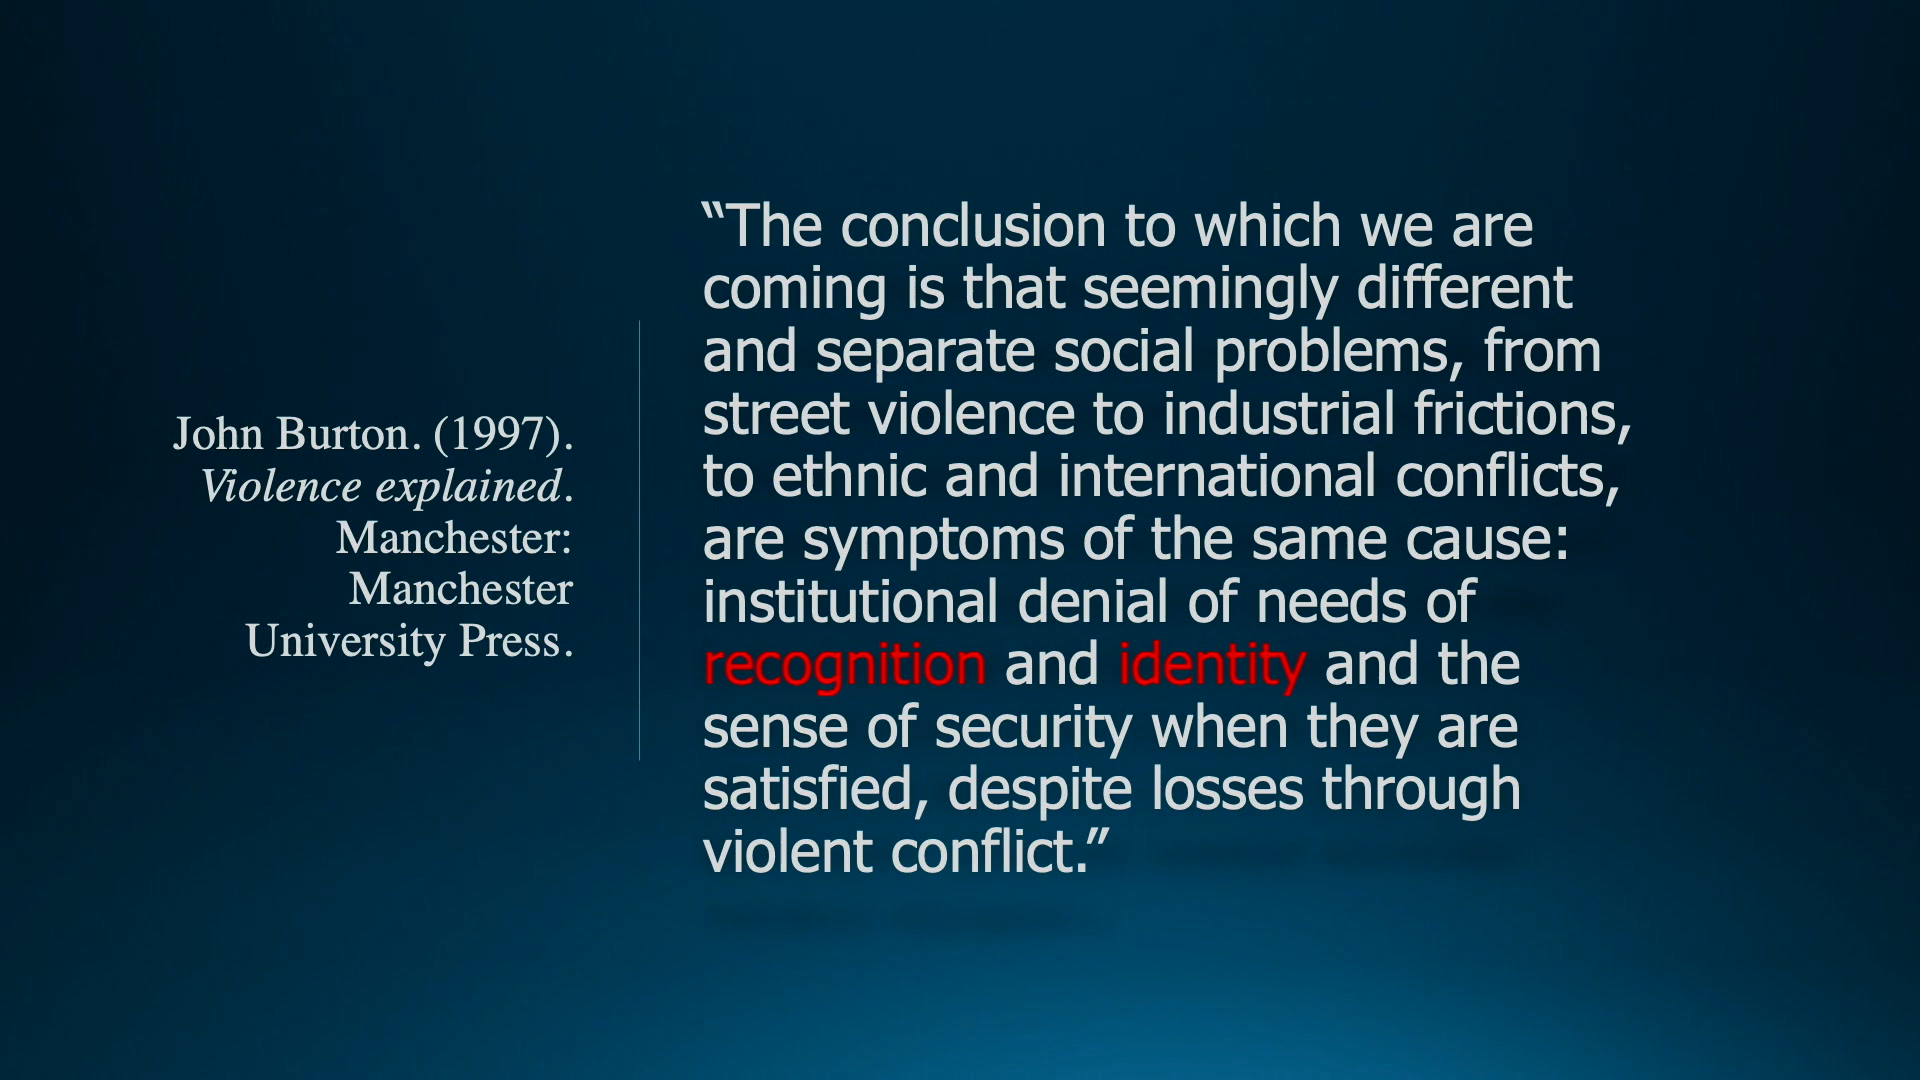 John Burton. (1997).
Violence explained.
Manchester:
Manchester
University Press.
“The conclusion to which we are
coming is that seemingly different
and separate social problems, from
street violence to industrial frictions,
to ethnic and international conflicts,
are symptoms of the same cause:
institutional denial of needs of
recognition and identity and the
sense of security when they are
satisfied, despite losses through
violent conflict.”